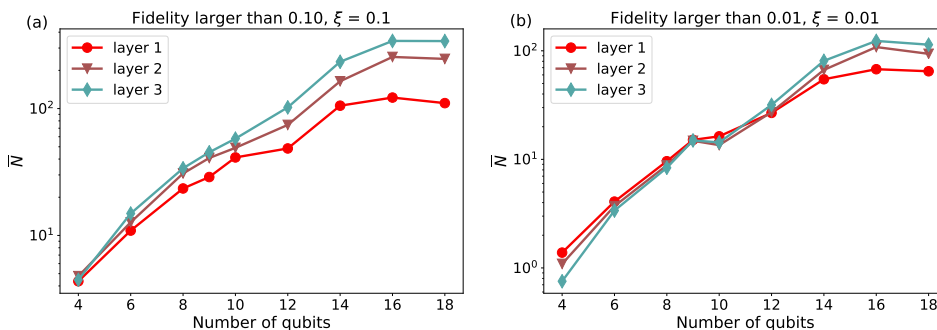 (a)
Fidelity larger than 0.10, ξ = 0.1
layer 1
layer 2
layer 3
10²
10¹
N̅
4 6 8 10 12 14 16 18
Number of qubits
(b)
Fidelity larger than 0.01, ξ = 0.01
layer 1
layer 2
layer 3
10²
10¹
10⁰
N̅
4 6 8 10 12 14 16 18
Number of qubits